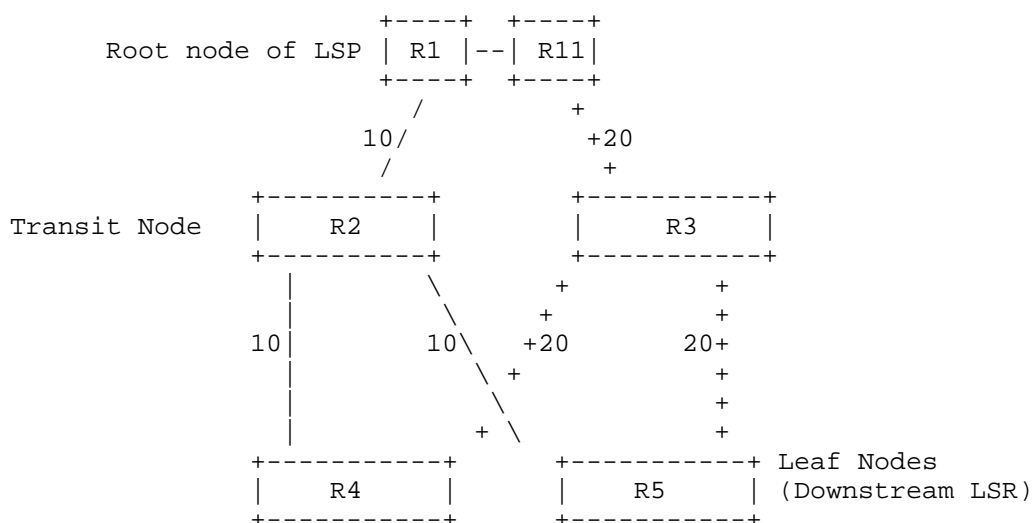 Root node of LSP | R1 |--| R11|
10/ +20
Transit Node | R2 | | R3 |
10| 10\ +20 20+
Leaf Nodes
| R4 | | R5 | (Downstream LSR)